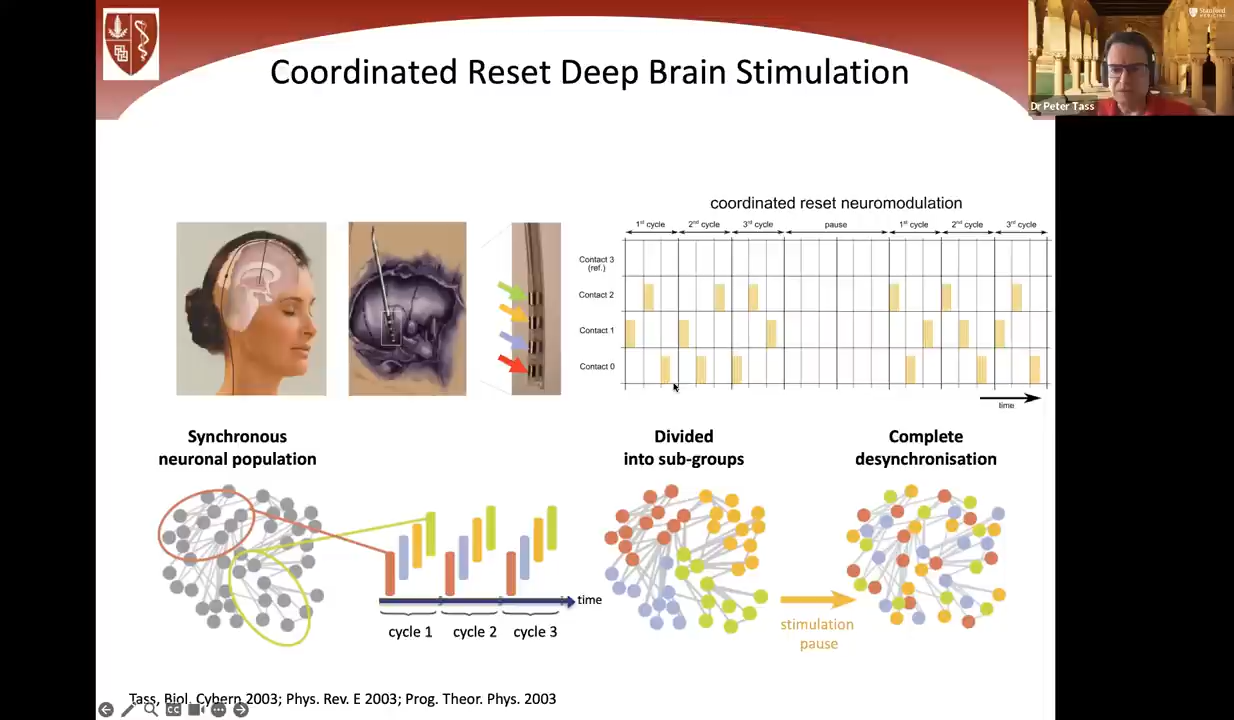 Coordinated Reset Deep Brain Stimulation
Stanford
MEDICINE
Dr Peter Tass
coordinated reset neuromodulation
1st cycle 2nd cycle 3rd cycle pause 1st cycle 2nd cycle 3rd cycle
Contact 3
(ref.)
Contact 2
Contact 1
Contact 0
time
Synchronous
neuronal population
Divided
into sub-groups
Complete
desynchronisation
time
cycle 1 cycle 2 cycle 3
stimulation
pause
Tass, Biol. Cybern 2003; Phys. Rev. E 2003; Prog. Theor. Phys. 2003
CC